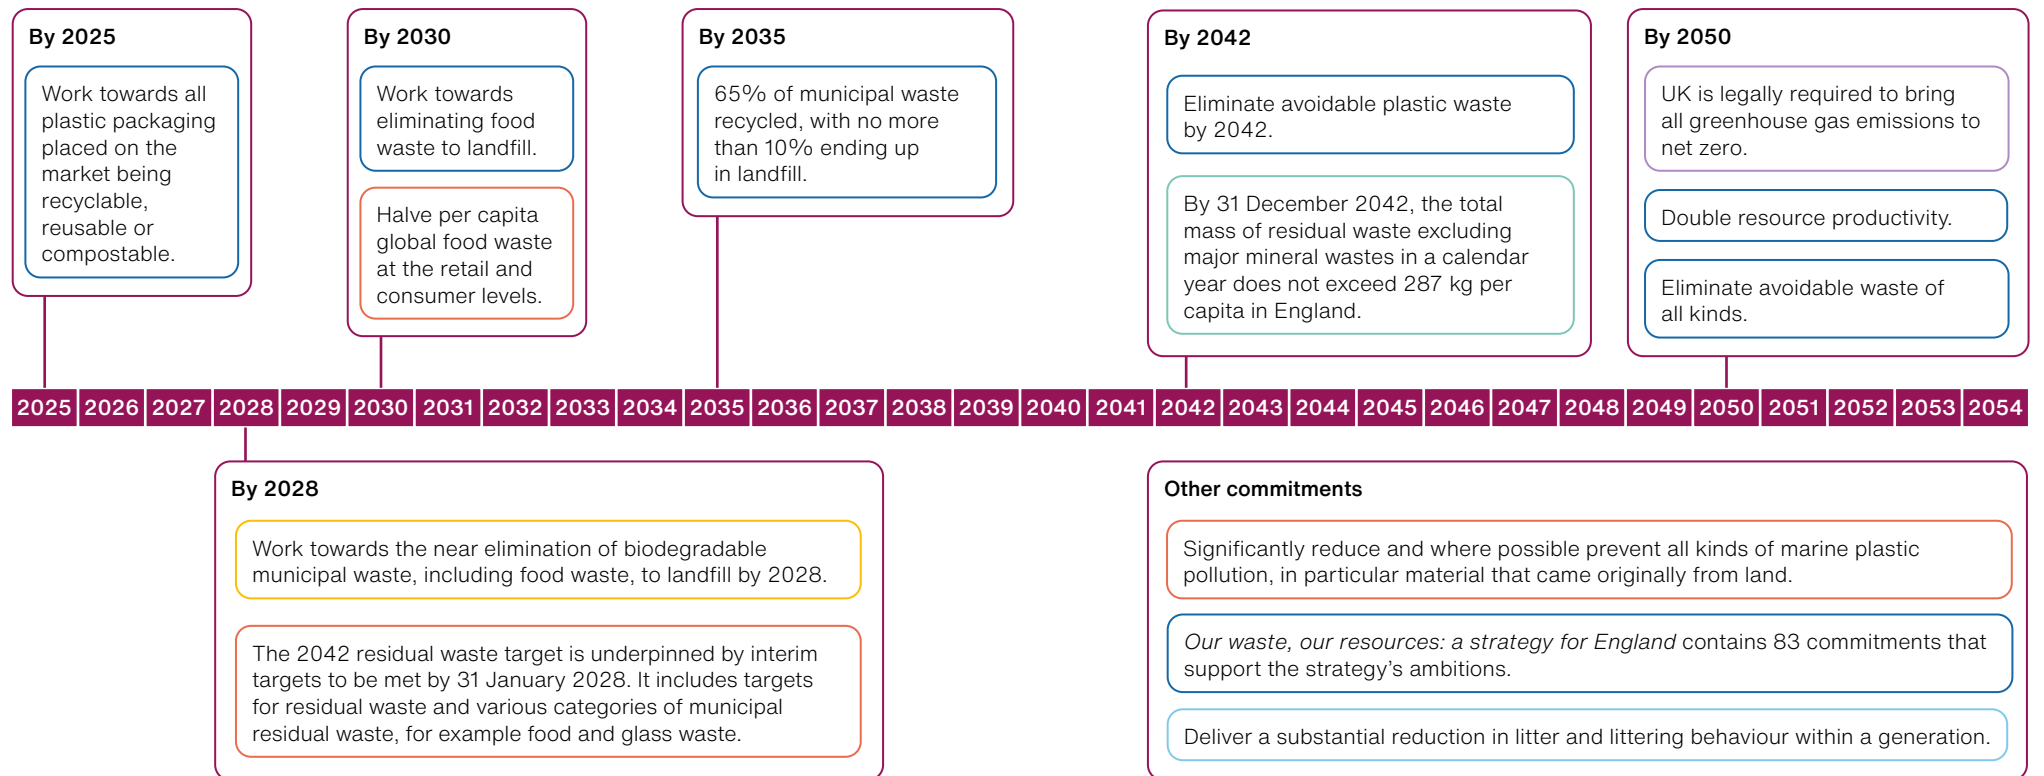 By 2025
Work towards all
plastic packaging
placed on the
market being
recyclable,
reusable or
compostable.
By 2030
Work towards
eliminating food
waste to landfill.
Halve per capita
global food waste
at the retail and
consumer levels.
By 2035
65% of municipal waste
recycled, with no more
than 10% ending up
in landfill.
By 2042
Eliminate avoidable plastic waste
by 2042.
By 31 December 2042, the total
mass of residual waste excluding
major mineral wastes in a calendar
year does not exceed 287 kg per
capita in England.
By 2050
UK is legally required to bring
all greenhouse gas emissions to
net zero.
Double resource productivity.
Eliminate avoidable waste of
all kinds.
2025 2026 2027 2028 2029 2030 2031 2032 2033 2034 2035 2036 2037 2038 2039 2040 2041 2042 2043 2044 2045 2046 2047 2048 2049 2050 2051 2052 2053 2054
By 2028
Work towards the near elimination of biodegradable
municipal waste, including food waste, to landfill by 2028.
The 2042 residual waste target is underpinned by interim
targets to be met by 31 January 2028. It includes targets
for residual waste and various categories of municipal
residual waste, for example food and glass waste.
Other commitments
Significantly reduce and where possible prevent all kinds of marine plastic
pollution, in particular material that came originally from land.
Our waste, our resources: a strategy for England contains 83 commitments that
support the strategy's ambitions.
Deliver a substantial reduction in litter and littering behaviour within a generation.